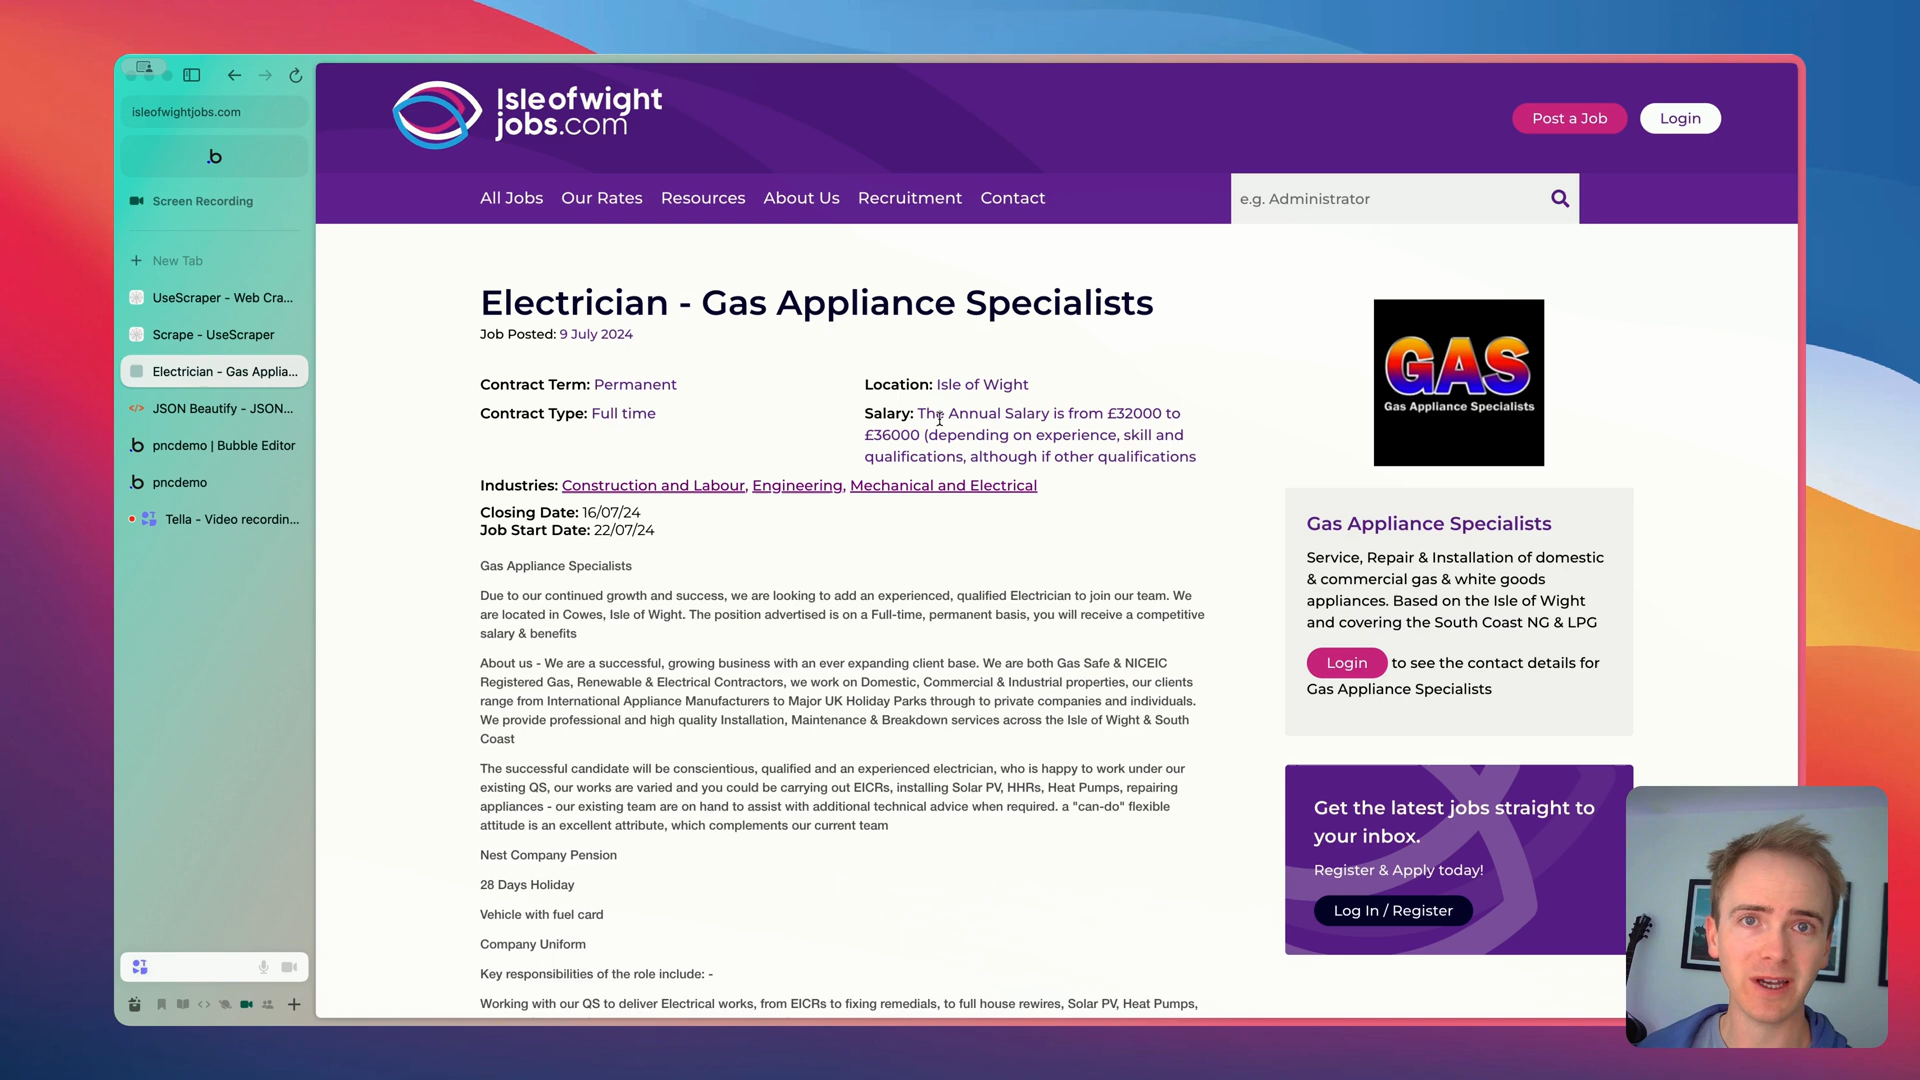 isleofwightjobs.com
.b
Screen Recording
New Tab
UseScraper - Web Cra...
Scrape - UseScraper
Electrician - Gas Applia...
JSON Beautify - JSON...
pncdemo | Bubble Editor
pncdemo
Tella - Video recordin...
Isleofwight
jobs.com
Post a Job
Login
All Jobs
Our Rates
Resources
About Us
Recruitment
Contact
e.g. Administrator
Electrician - Gas Appliance Specialists
Job Posted: 9 July 2024
Contract Term: Permanent
Location: Isle of Wight
Contract Type: Full time
Salary: The Annual Salary is from £32000 to
£36000 (depending on experience, skill and
qualifications, although if other qualifications
Industries: Construction and Labour, Engineering, Mechanical and Electrical
Closing Date: 16/07/24
Job Start Date: 22/07/24
Gas Appliance Specialists
Due to our continued growth and success, we are looking to add an experienced, qualified Electrician to join our team. We
are located in Cowes, Isle of Wight. The position advertised is on a Full-time, permanent basis, you will receive a competitive
salary & benefits
About us - We are a successful, growing business with an ever expanding client base. We are both Gas Safe & NICEIC
Registered Gas, Renewable & Electrical Contractors, we work on Domestic, Commercial & Industrial properties, our clients
range from International Appliance Manufacturers to Major UK Holiday Parks through to private companies and individuals.
We provide professional and high quality Installation, Maintenance & Breakdown services across the Isle of Wight & South
Coast
The successful candidate will be conscientious, qualified and an experienced electrician, who is happy to work under our
existing QS, our works are varied and you could be carrying out EICRs, installing Solar PV, HHRs, Heat Pumps, repairing
appliances - our existing team are on hand to assist with additional technical advice when required. a "can-do" flexible
attitude is an excellent attribute, which complements our current team
Nest Company Pension
28 Days Holiday
Vehicle with fuel card
Company Uniform
Key responsibilities of the role include: -
Working with our QS to deliver Electrical works, from EICRs to fixing remedials, to full house rewires, Solar PV, Heat Pumps,
GAS
Gas Appliance Specialists
Gas Appliance Specialists
Service, Repair & Installation of domestic
& commercial gas & white goods
appliances. Based on the Isle of Wight
and covering the South Coast NG & LPG
Login to see the contact details for
Gas Appliance Specialists
Get the latest jobs straight to
your inbox.
Register & Apply today!
Log In / Register